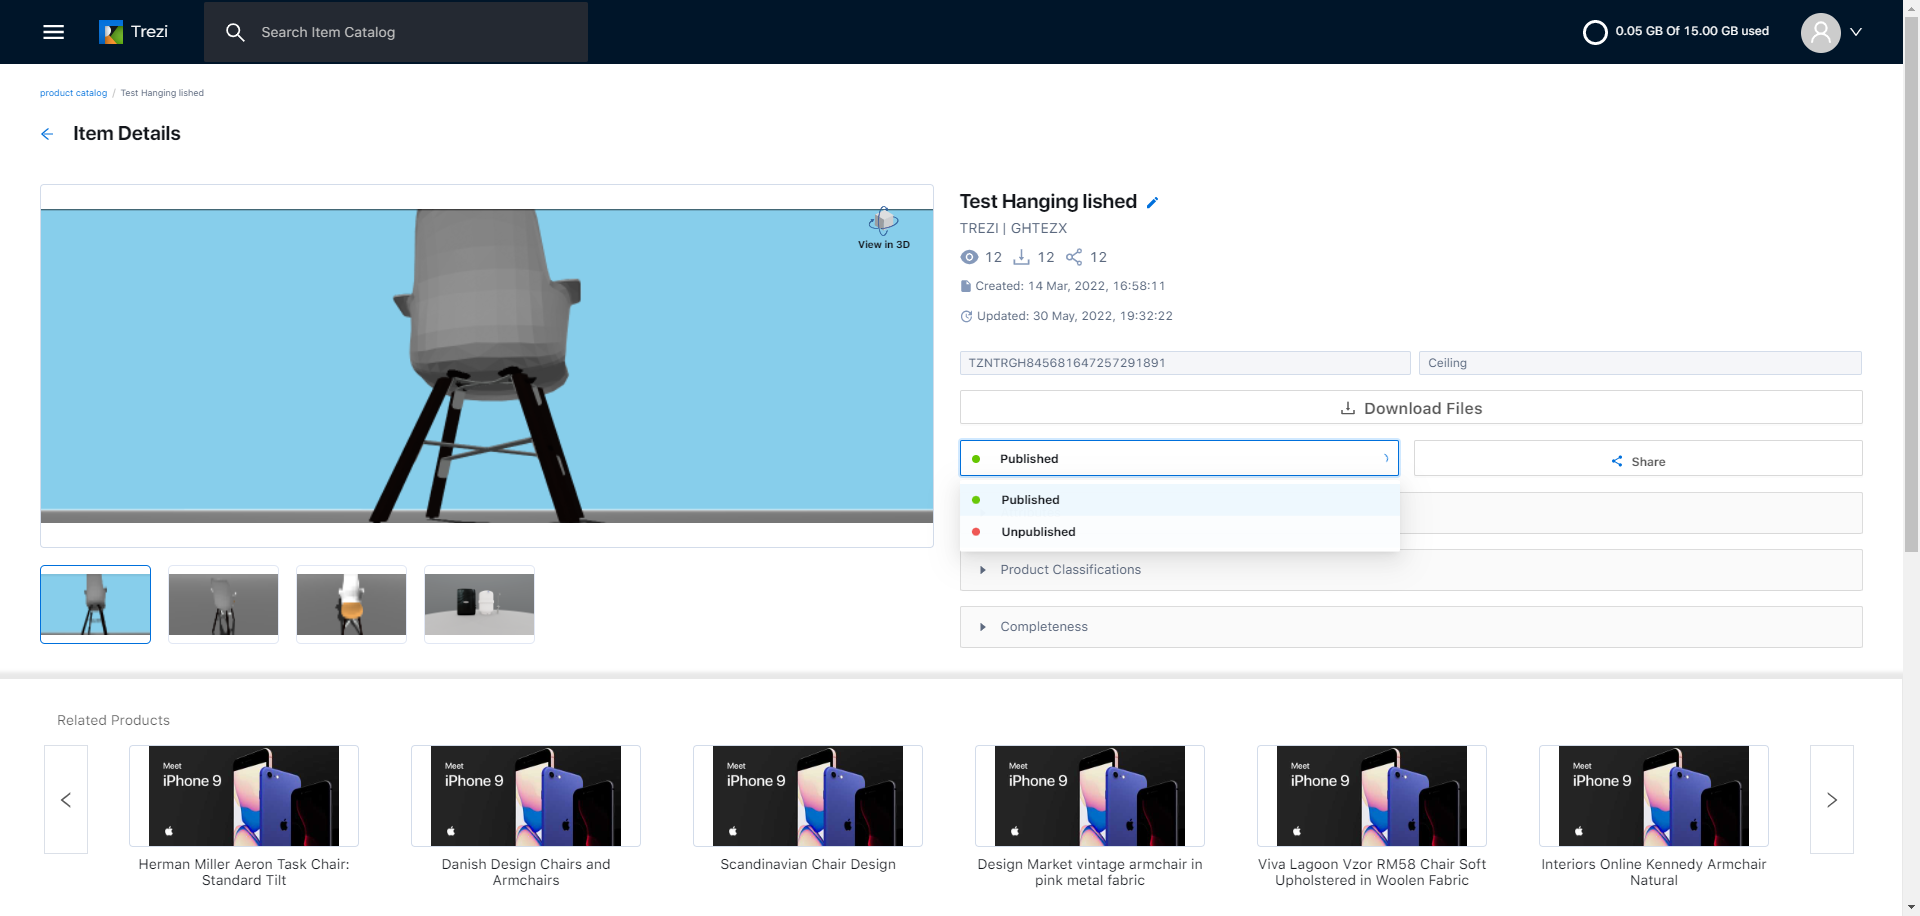 Trezi
Search Item Catalog
0.05 GB Of 15.00 GB used
product catalog / Test Hanging lished
Item Details
View in 3D
Test Hanging lished
TREZI | GHTEZX
12 12 12
Created: 14 Mar, 2022, 16:58:11
Updated: 30 May, 2022, 19:32:22
TZNTRGH845681647257291891
Ceiling
Download Files
Published
Share
Published
Unpublished
Product Classifications
Completeness
Related Products
Meet
iPhone 9
Meet
iPhone 9
Meet
iPhone 9
Meet
iPhone 9
Meet
iPhone 9
Meet
iPhone 9
Herman Miller Aeron Task Chair:
Standard Tilt
Danish Design Chairs and
Armchairs
Scandinavian Chair Design
Design Market vintage armchair in
pink metal fabric
Viva Lagoon Vzor RM58 Chair Soft
Upholstered in Woolen Fabric
Interiors Online Kennedy Armchair
Natural